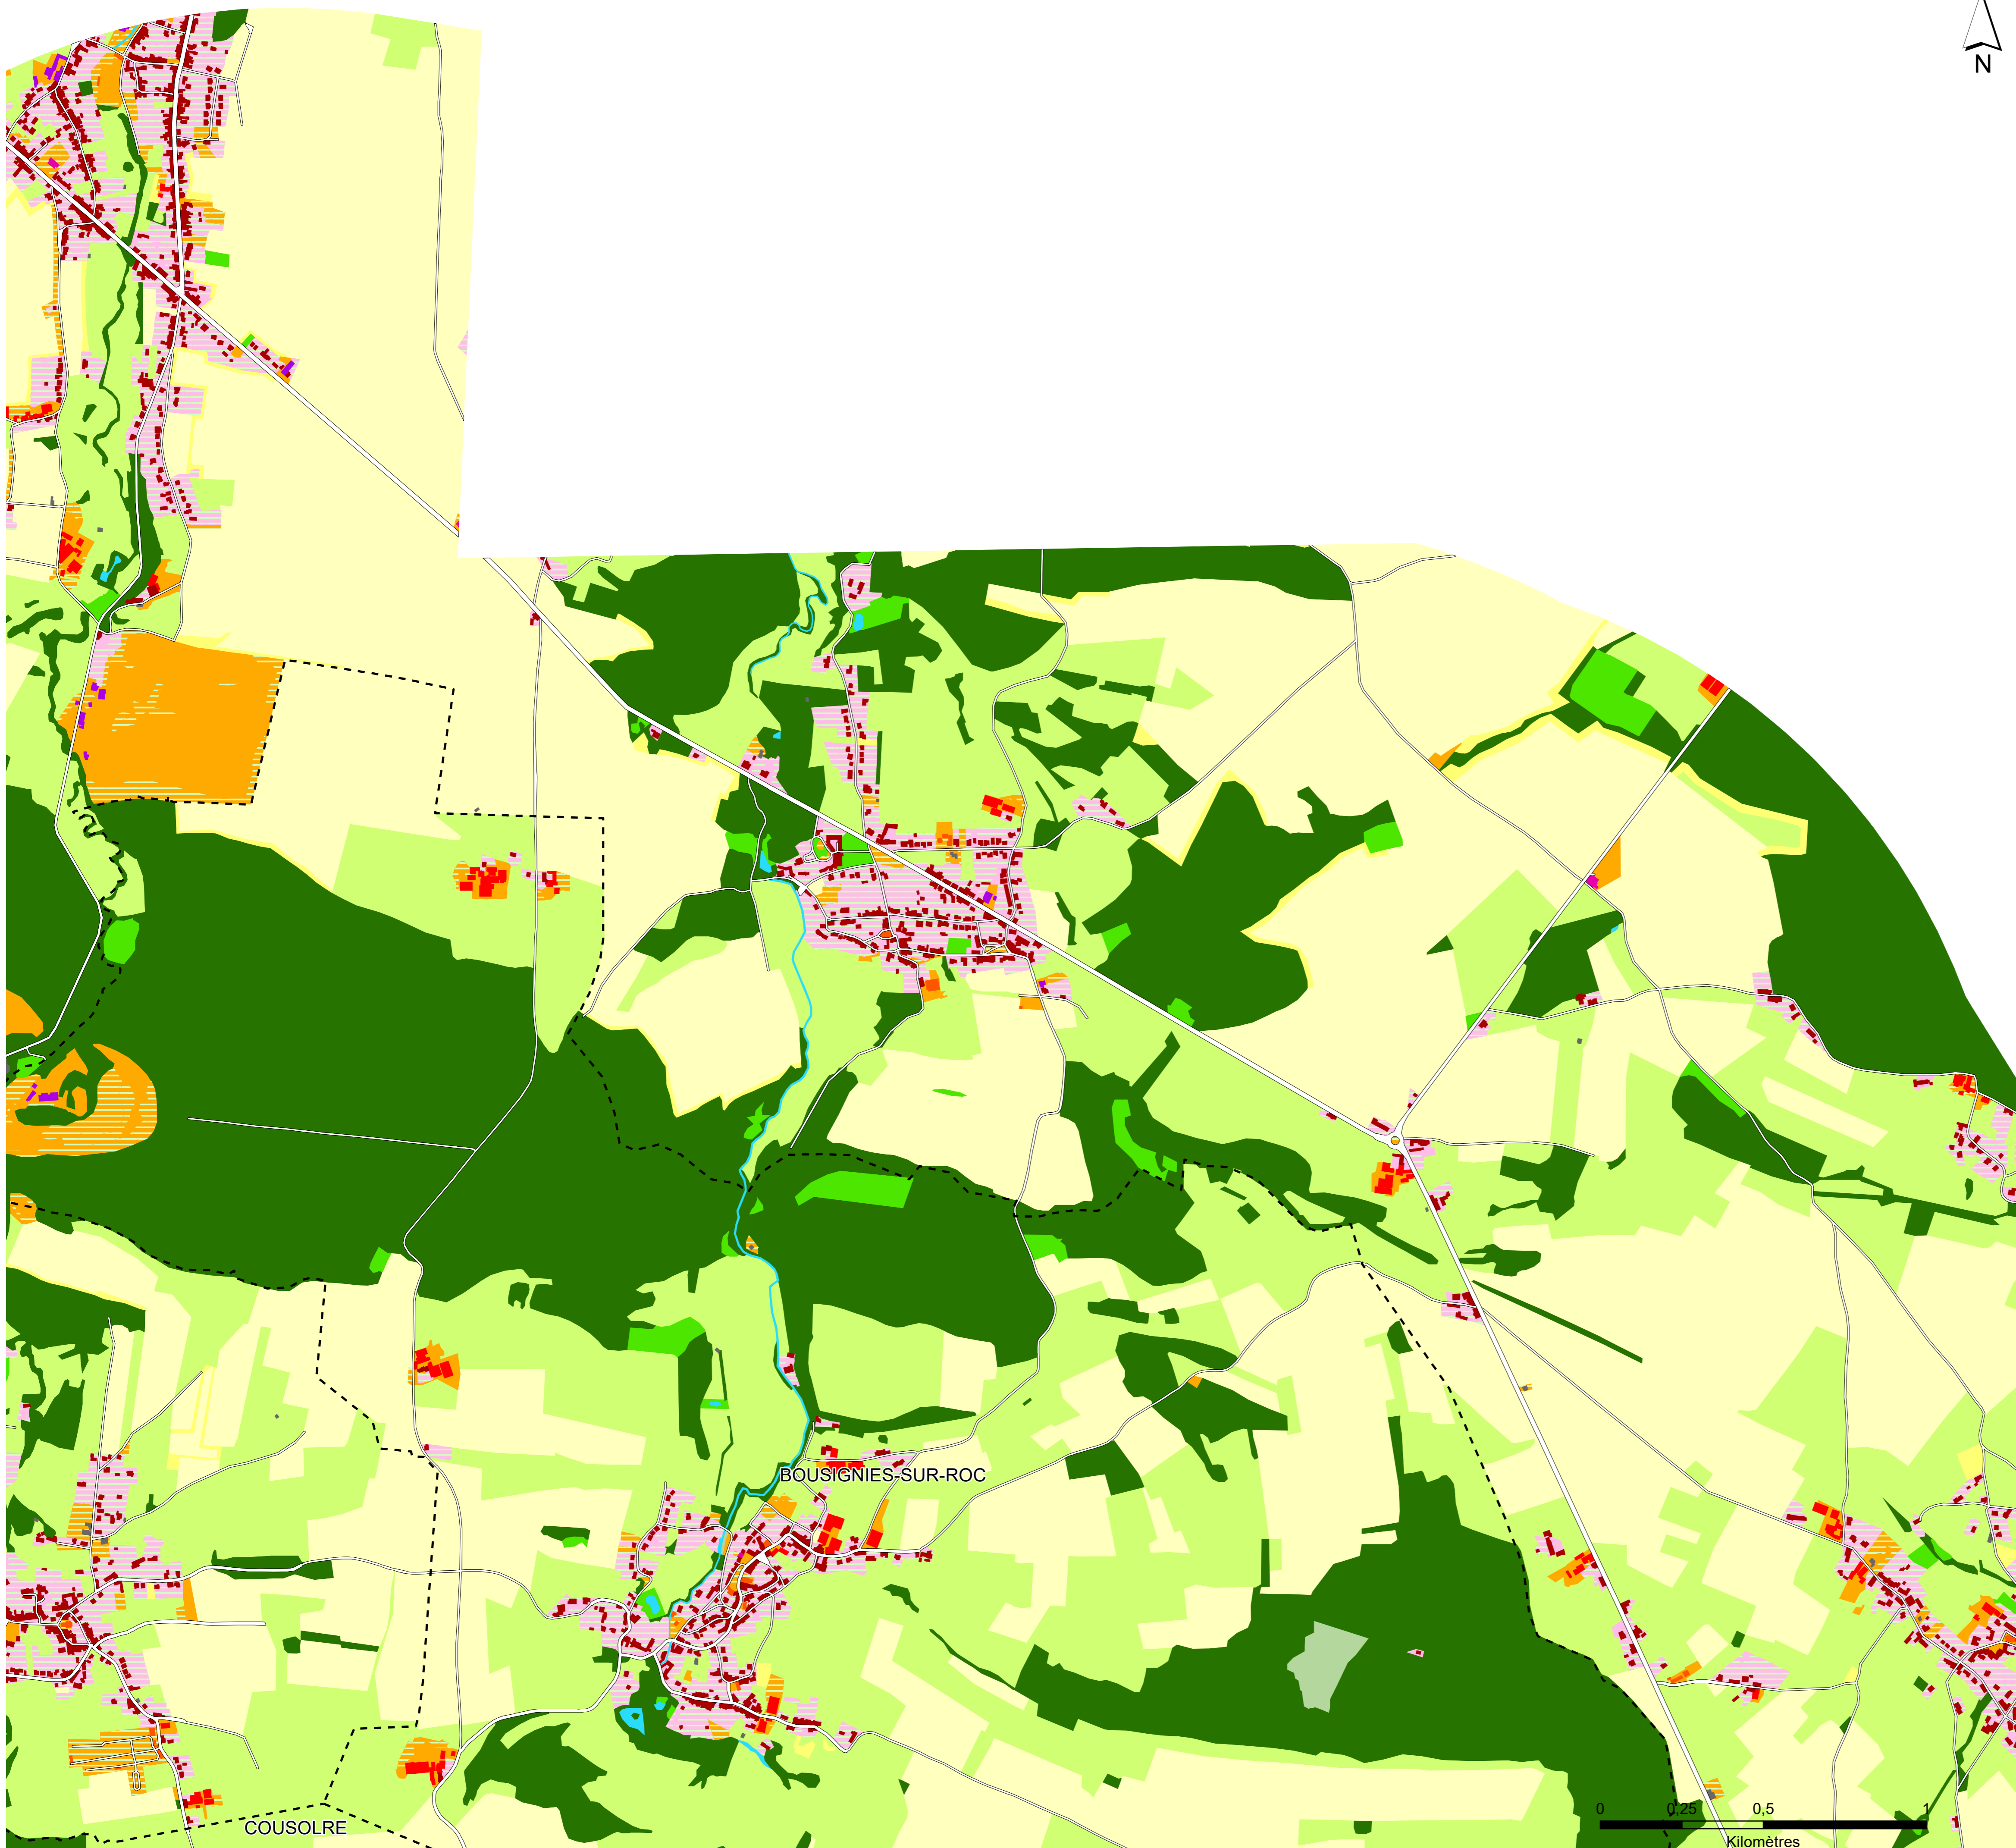 N
BOUSIGNIES-SUR-ROC
0 0,25 0,5 1
COUSOLRE
Kilomètres